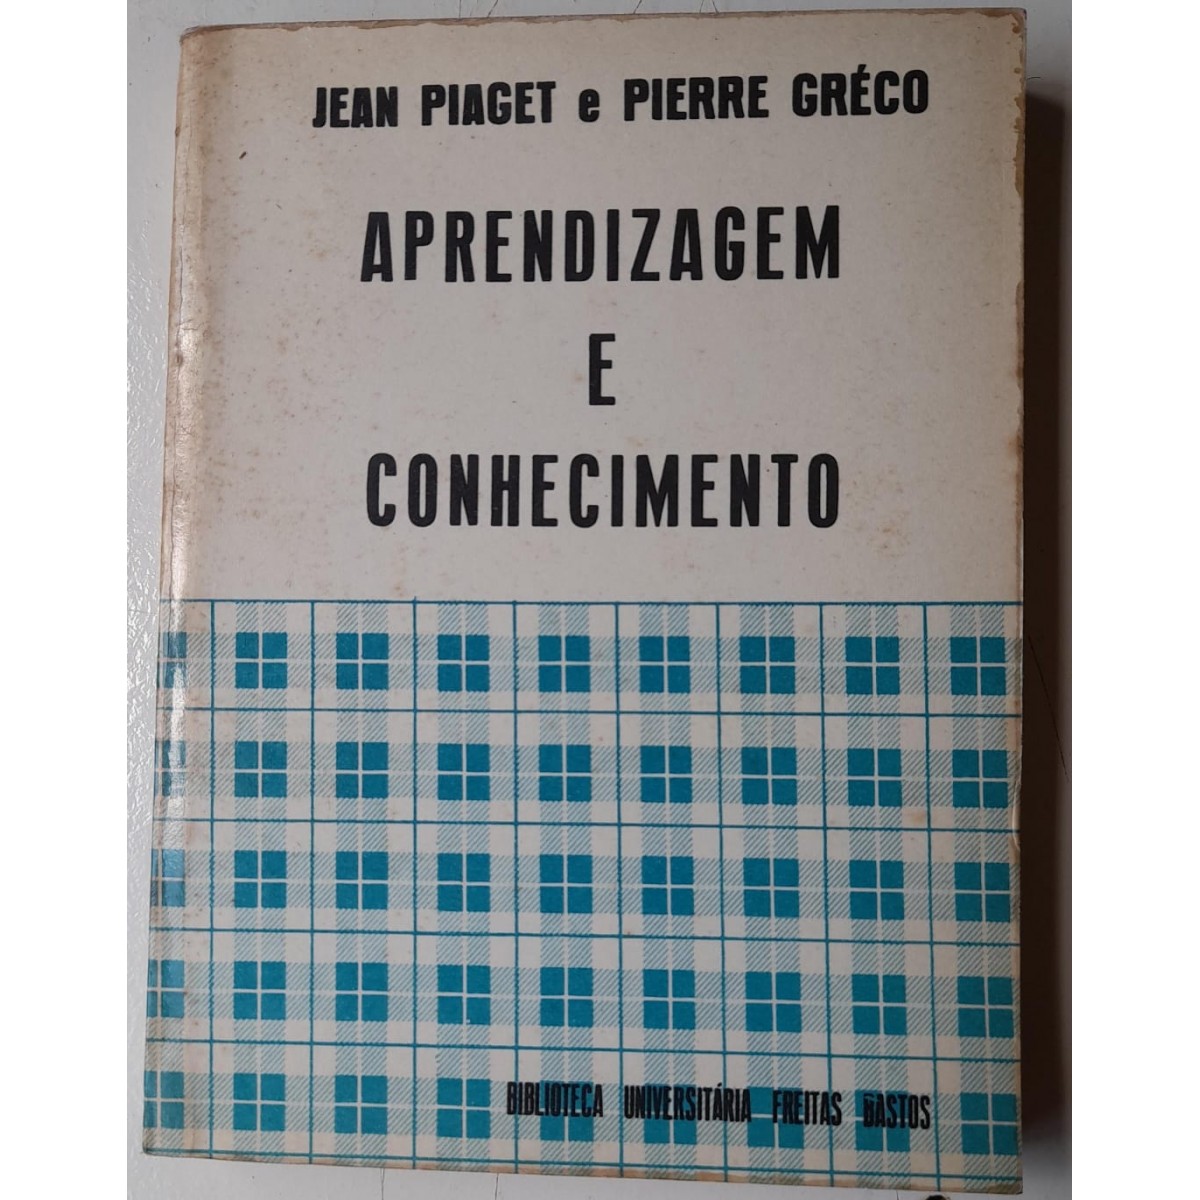 JEAN PIAGET e PIERRE GRÉCO
APRENDIZAGEM
E
CONHECIMENTO
BIBLIOTECA UNIVERSITÁRIA FREITAS BASTOS